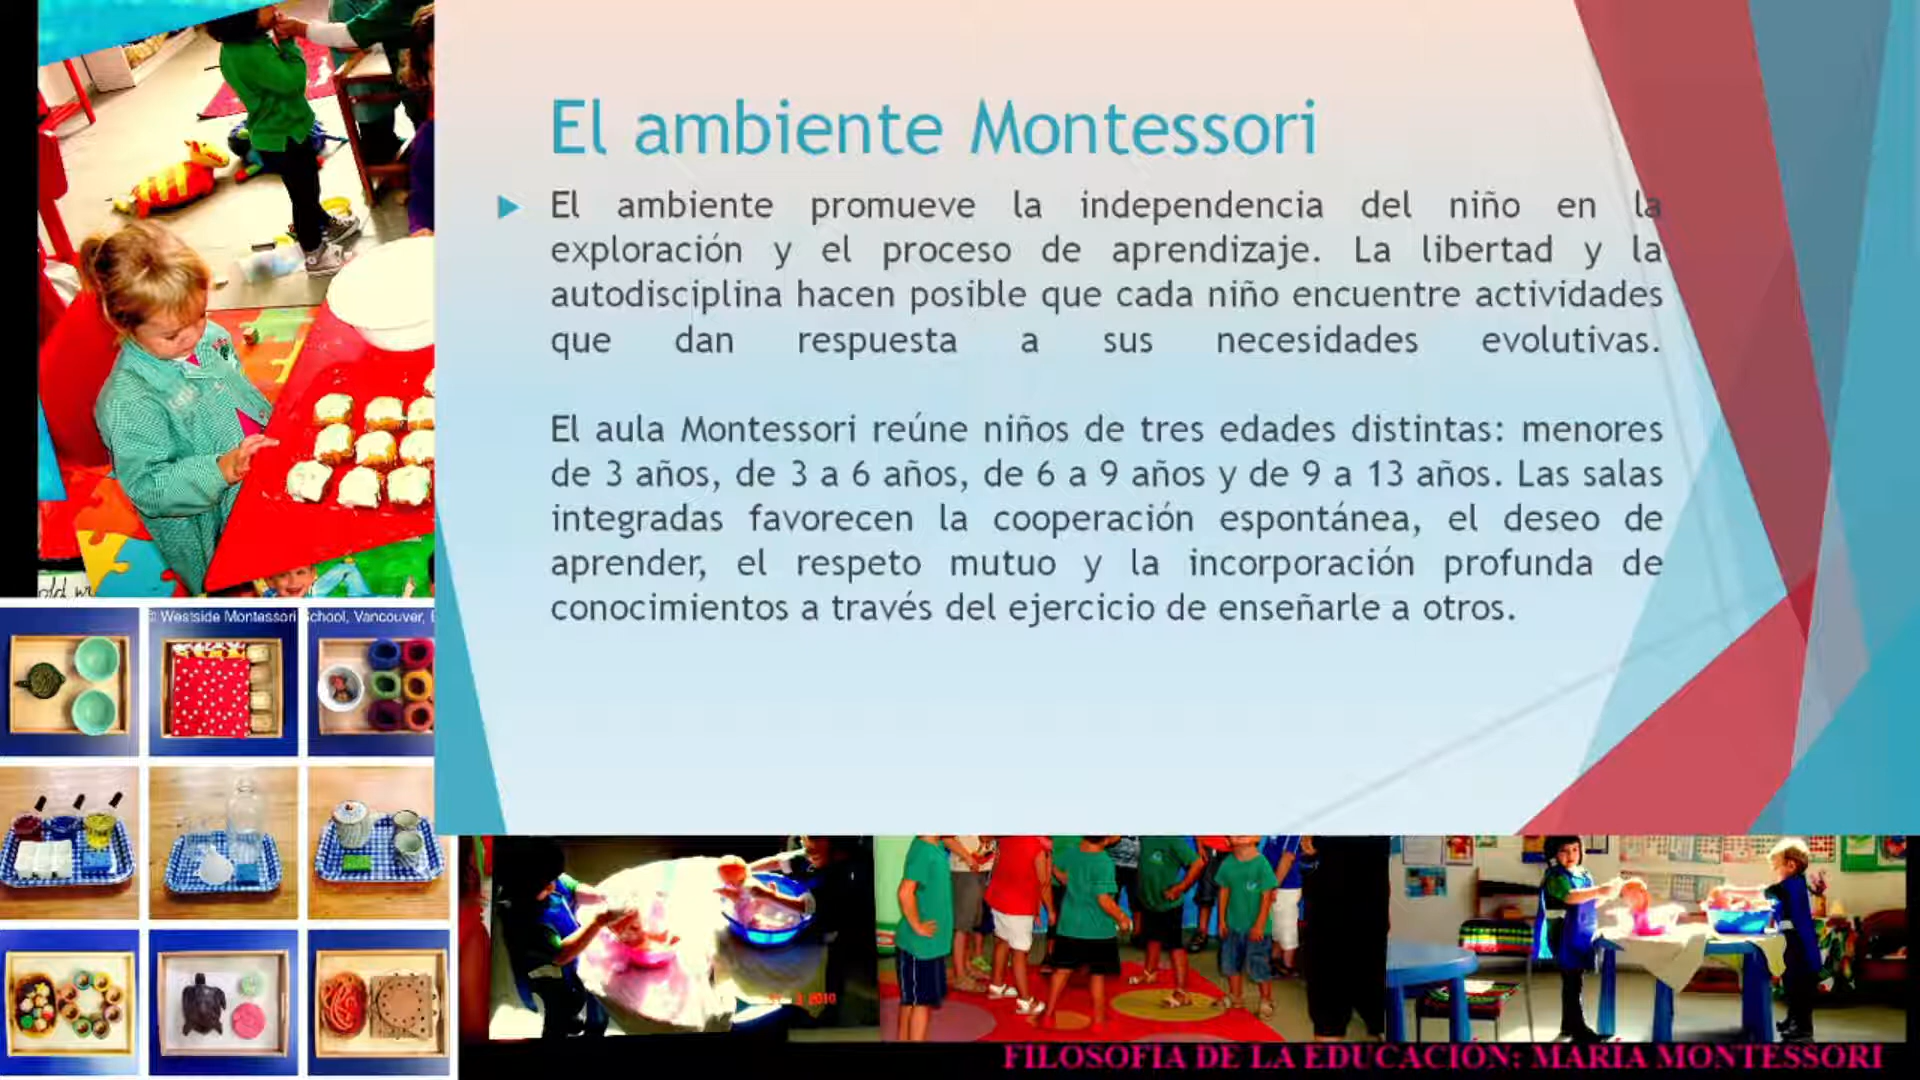 El ambiente Montessori
El ambiente promueve la independencia del niño en la
exploración y el proceso de aprendizaje. La libertad y la
autodisciplina hacen posible que cada niño encuentre actividades
que dan respuesta a sus necesidades evolutivas.
El aula Montessori reúne niños de tres edades distintas: menores
de 3 años, de 3 a 6 años, de 6 a 9 años y de 9 a 13 años. Las salas
integradas favorecen la cooperación espontánea, el deseo de
aprender, el respeto mutuo y la incorporación profunda de
conocimientos a través del ejercicio de enseñarle a otros.
© Westside Montessori School, Vancouver,
2010
FILOSOFIA DE LA EDUCACION: MARIA MONTESSORI